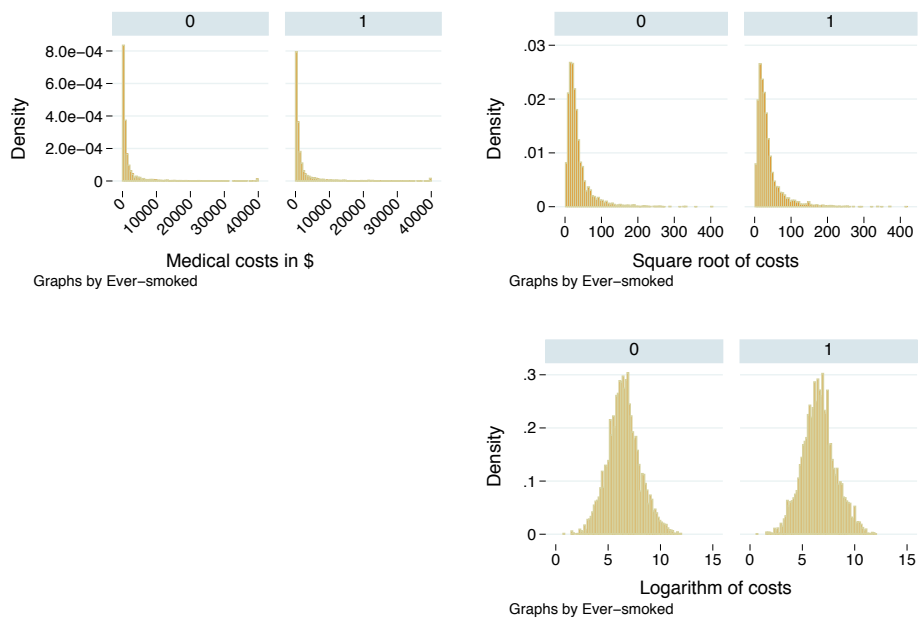 0 1
8.0e−04
6.0e−04
4.0e−04
2.0e−04
0
Density
0 10000 20000 30000 40000 0 10000 20000 30000 40000
Medical costs in $
Graphs by Ever−smoked
0 1
.03
.02
.01
0
Density
0 100 200 300 400 0 100 200 300 400
Square root of costs
Graphs by Ever−smoked
0 1
.3
.2
.1
0
Density
0 5 10 15 0 5 10 15
Logarithm of costs
Graphs by Ever−smoked